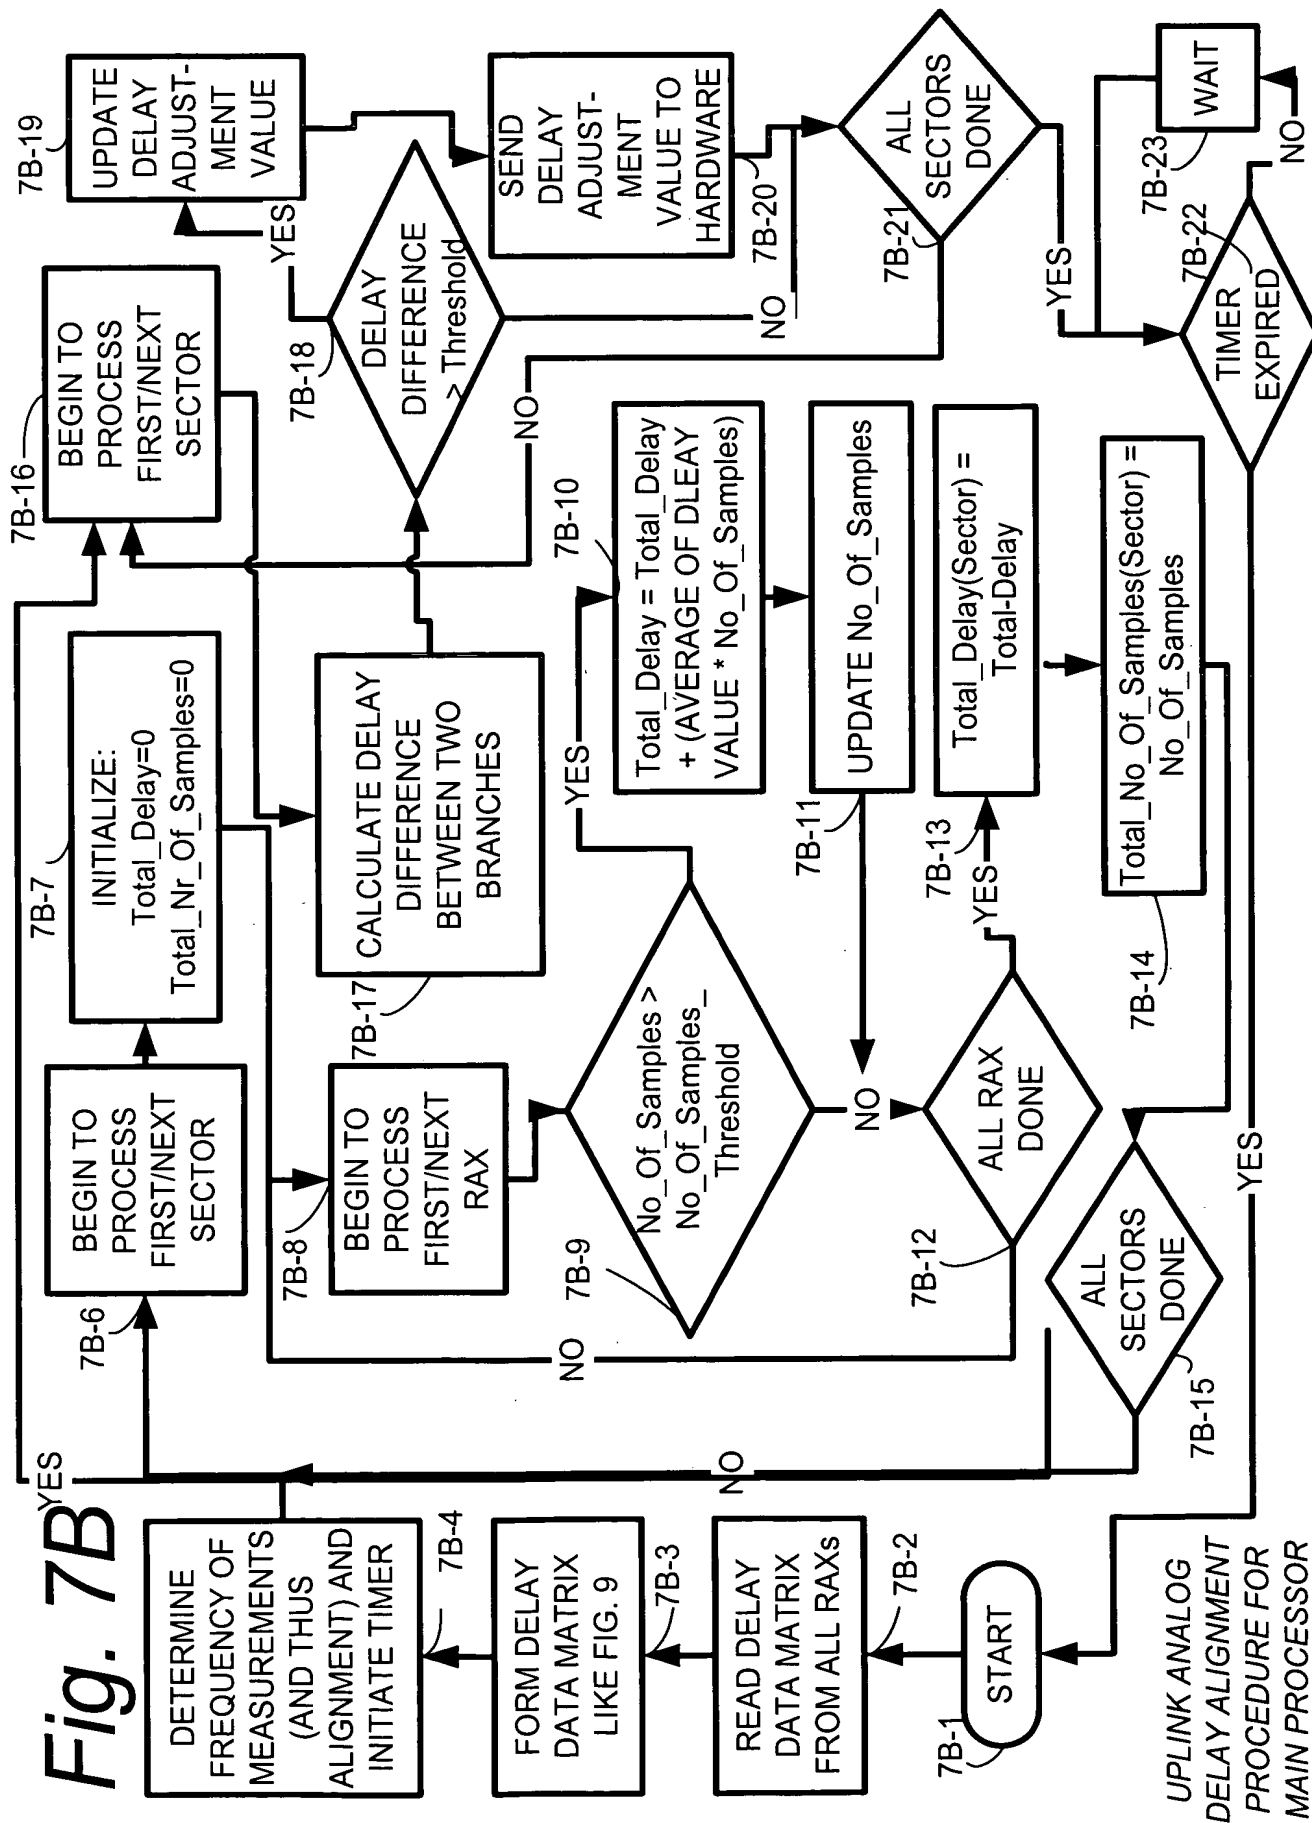 Fig. 7B
DETERMINE
FREQUENCY OF
MEASUREMENTS
(AND THUS
ALIGNMENT) AND
INITIATE TIMER
7B-4
FORM DELAY
DATA MATRIX
LIKE FIG. 9
7B-3
READ DELAY
DATA MATRIX
FROM ALL RAXs
7B-2
START
7B-1
UPLINK ANALOG
DELAY ALIGNMENT
PROCEDURE FOR
MAIN PROCESSOR
YES
7B-6
BEGIN TO
PROCESS
FIRST/NEXT
SECTOR
7B-7
INITIALIZE:
Total_Delay=0
Total_Nr_Of_Samples=0
7B-8
BEGIN TO
PROCESS
FIRST/NEXT
RAX
7B-9
No_Of_Samples >
No_Of_Samples_
Threshold
YES
NO
7B-10
Total_Delay = Total_Delay
+ (AVERAGE OF DLEAY
VALUE * No_Of_Samples)
7B-11
UPDATE No_Of_Samples
7B-12
ALL RAX
DONE
NO
YES
7B-13
Total_Delay(Sector) =
Total-Delay
7B-14
Total_No_Of_Samples(Sector) =
No_Of_Samples
7B-15
ALL
SECTORS
DONE
NO
7B-16
BEGIN TO
PROCESS
FIRST/NEXT
SECTOR
7B-17
CALCULATE DELAY
DIFFERENCE
BETWEEN TWO
BRANCHES
7B-18
DELAY
DIFFERENCE
> Threshold
YES
NO
7B-19
UPDATE
DELAY
ADJUST-
MENT
VALUE
SEND
DELAY
ADJUST-
MENT
VALUE TO
HARDWARE
7B-20
7B-21
ALL
SECTORS
DONE
NO
YES
7B-22
TIMER
EXPIRED
YES
NO
7B-23
WAIT